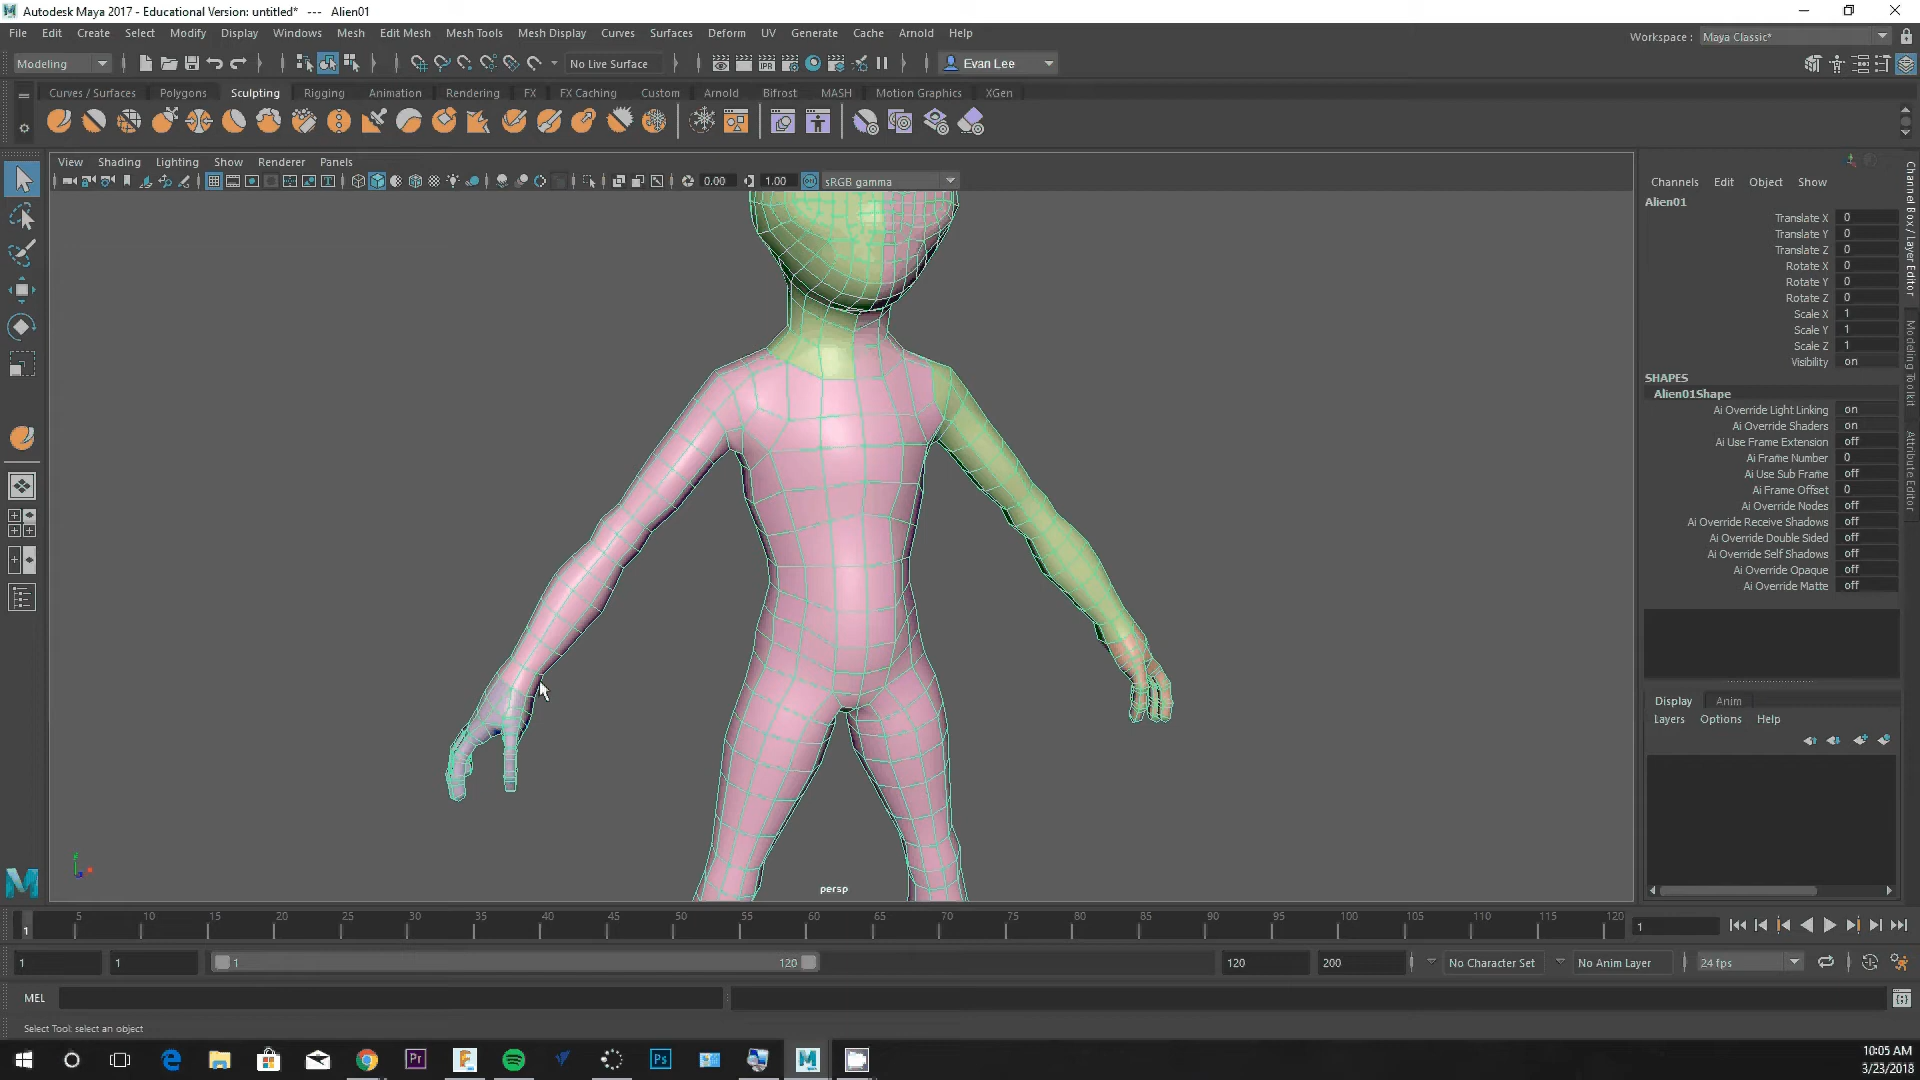 Autodesk Maya 2017 - Educational Version: untitled* --- Alien01
File Edit Create Select Modify Display Windows Mesh Edit Mesh Mesh Tools Mesh Display Curves Surfaces Deform UV Generate Cache Arnold Help
Workspace : Maya Classic*
Modeling No Live Surface Evan Lee
Curves / Surfaces Polygons Sculpting Rigging Animation Rendering FX FX Caching Custom Arnold Bifrost MASH Motion Graphics XGen
View Shading Lighting Show Renderer Panels
0.00 1.00 sRGB gamma
Channels Edit Object Show
Alien01
Translate X 0
Translate Y 0
Translate Z 0
Rotate X 0
Rotate Y 0
Rotate Z 0
Scale X 1
Scale Y 1
Scale Z 1
Visibility on
SHAPES
Alien01Shape
Ai Override Light Linking on
Ai Override Shaders on
Ai Use Frame Extension off
Ai Frame Number 0
Ai Use Sub Frame off
Ai Frame Offset 0
Ai Override Nodes off
Ai Override Receive Shadows off
Ai Override Double Sided off
Ai Override Self Shadows off
Ai Override Opaque off
Ai Override Matte off
Channel Box / Layer Editor
Modeling Toolkit
Attribute Editor
Display Anim
Layers Options Help
persp
5 10 15 20 25 30 35 40 45 50 55 60 65 70 75 80 85 90 95 100 105 110 115 120
1
1
1 1 1 120 120 200 No Character Set No Anim Layer 24 fps
MEL
Select Tool: select an object
10:05 AM
3/23/2018